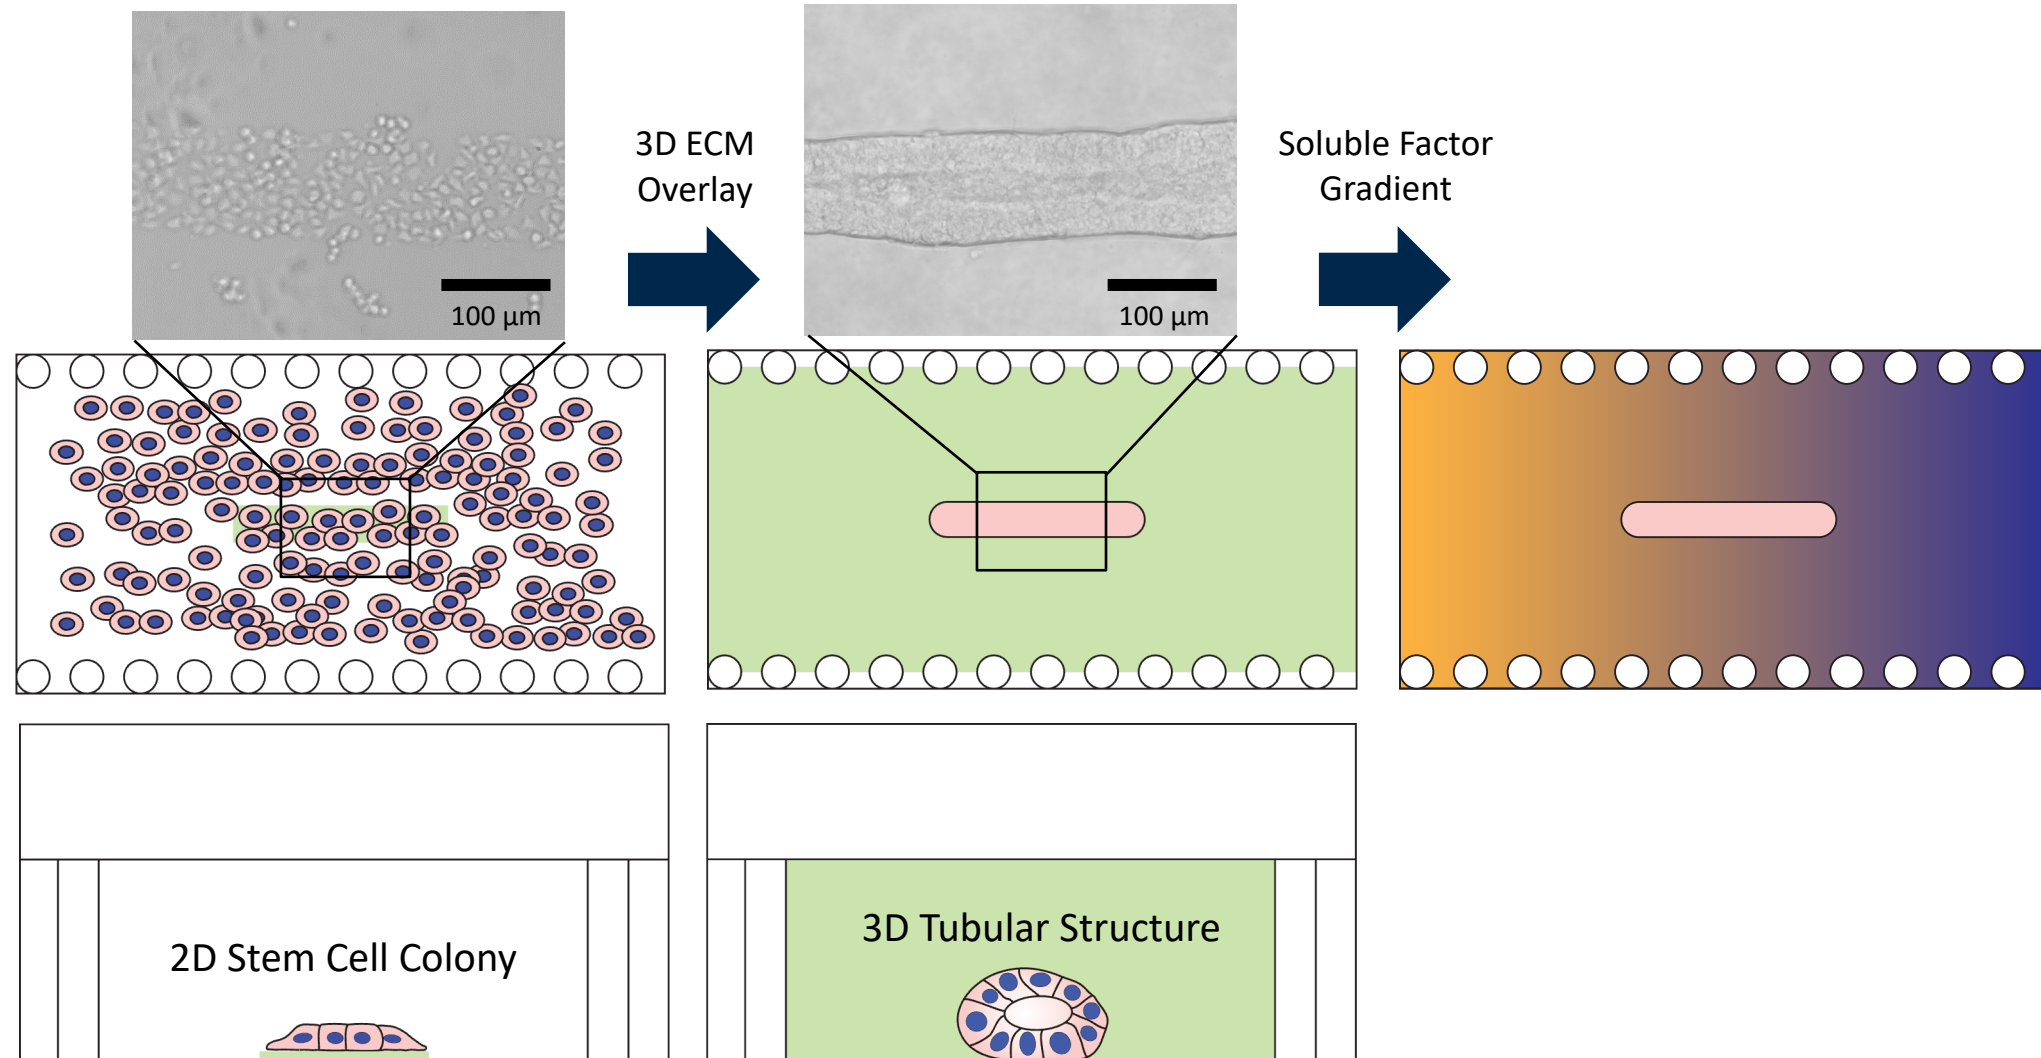 3D ECM
Overlay
Soluble Factor
Gradient
100 µm
100 µm
2D Stem Cell Colony
3D Tubular Structure